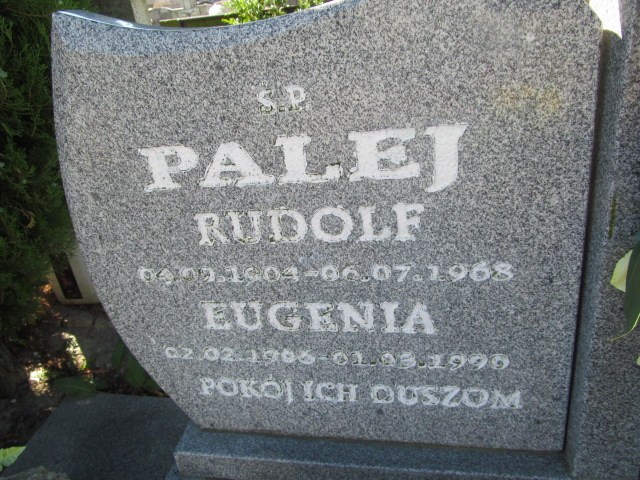 S.P.
PALEJ
RUDOLF
04.09.1904-06.07.1968
EUGENIA
02.02.1906-01.03.1990
POKÓJ ICH DUSZOM